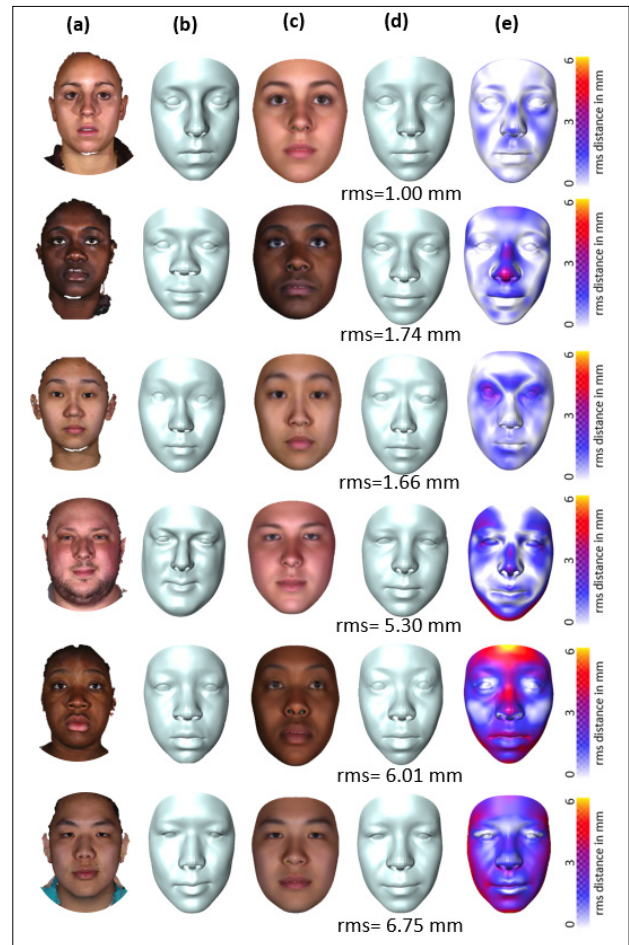 (a) (b) (c) (d) (e)
0 3 6
rms distance in mm
rms=1.00 mm
0 3 6
rms distance in mm
rms=1.74 mm
0 3 6
rms distance in mm
rms=1.66 mm
0 3 6
rms distance in mm
rms= 5.30 mm
0 3 6
rms distance in mm
rms= 6.01 mm
0 3 6
rms distance in mm
rms= 6.75 mm